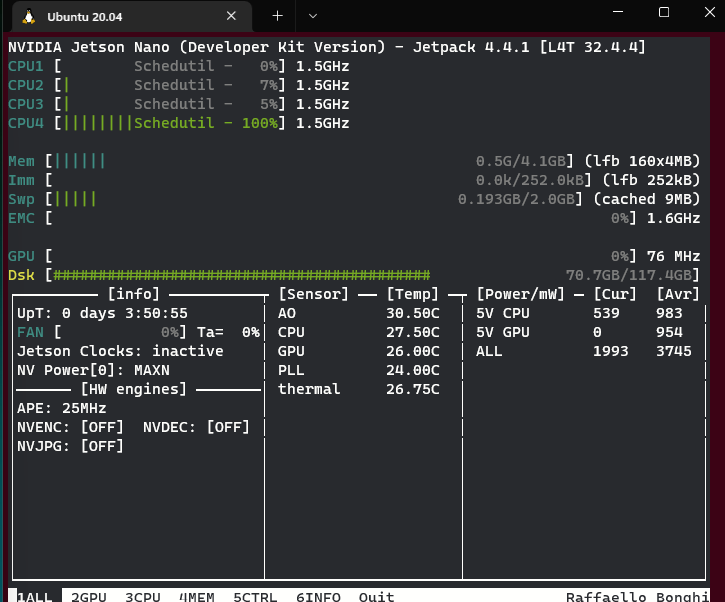 Ubuntu 20.04
NVIDIA Jetson Nano (Developer Kit Version) - Jetpack 4.4.1 [L4T 32.4.4]
CPU1 [ Schedutil - 0%] 1.5GHz
CPU2 [| Schedutil - 7%] 1.5GHz
CPU3 [| Schedutil - 5%] 1.5GHz
CPU4 [||||||||Schedutil - 100%] 1.5GHz
Mem [|||||| 0.5G/4.1GB] (lfb 160x4MB)
Imm [ 0.0k/252.0kB] (lfb 252kB)
Swp [||||| 0.193GB/2.0GB] (cached 9MB)
EMC [ 0%] 1.6GHz
GPU [ 0%] 76 MHz
Dsk [########################################## 70.7GB/117.4GB]
[info] [Sensor] [Temp] [Power/mW] [Cur] [Avr]
UpT: 0 days 3:50:55 AO 30.50C 5V CPU 539 983
FAN [ 0%] Ta= 0% CPU 27.50C 5V GPU 0 954
Jetson Clocks: inactive GPU 26.00C ALL 1993 3745
NV Power[0]: MAXN PLL 24.00C
[HW engines] thermal 26.75C
APE: 25MHz
NVENC: [OFF] NVDEC: [OFF]
NVJPG: [OFF]
1ALL 2GPU 3CPU 4MEM 5CTRL 6INFO Quit Raffaello Bonghi